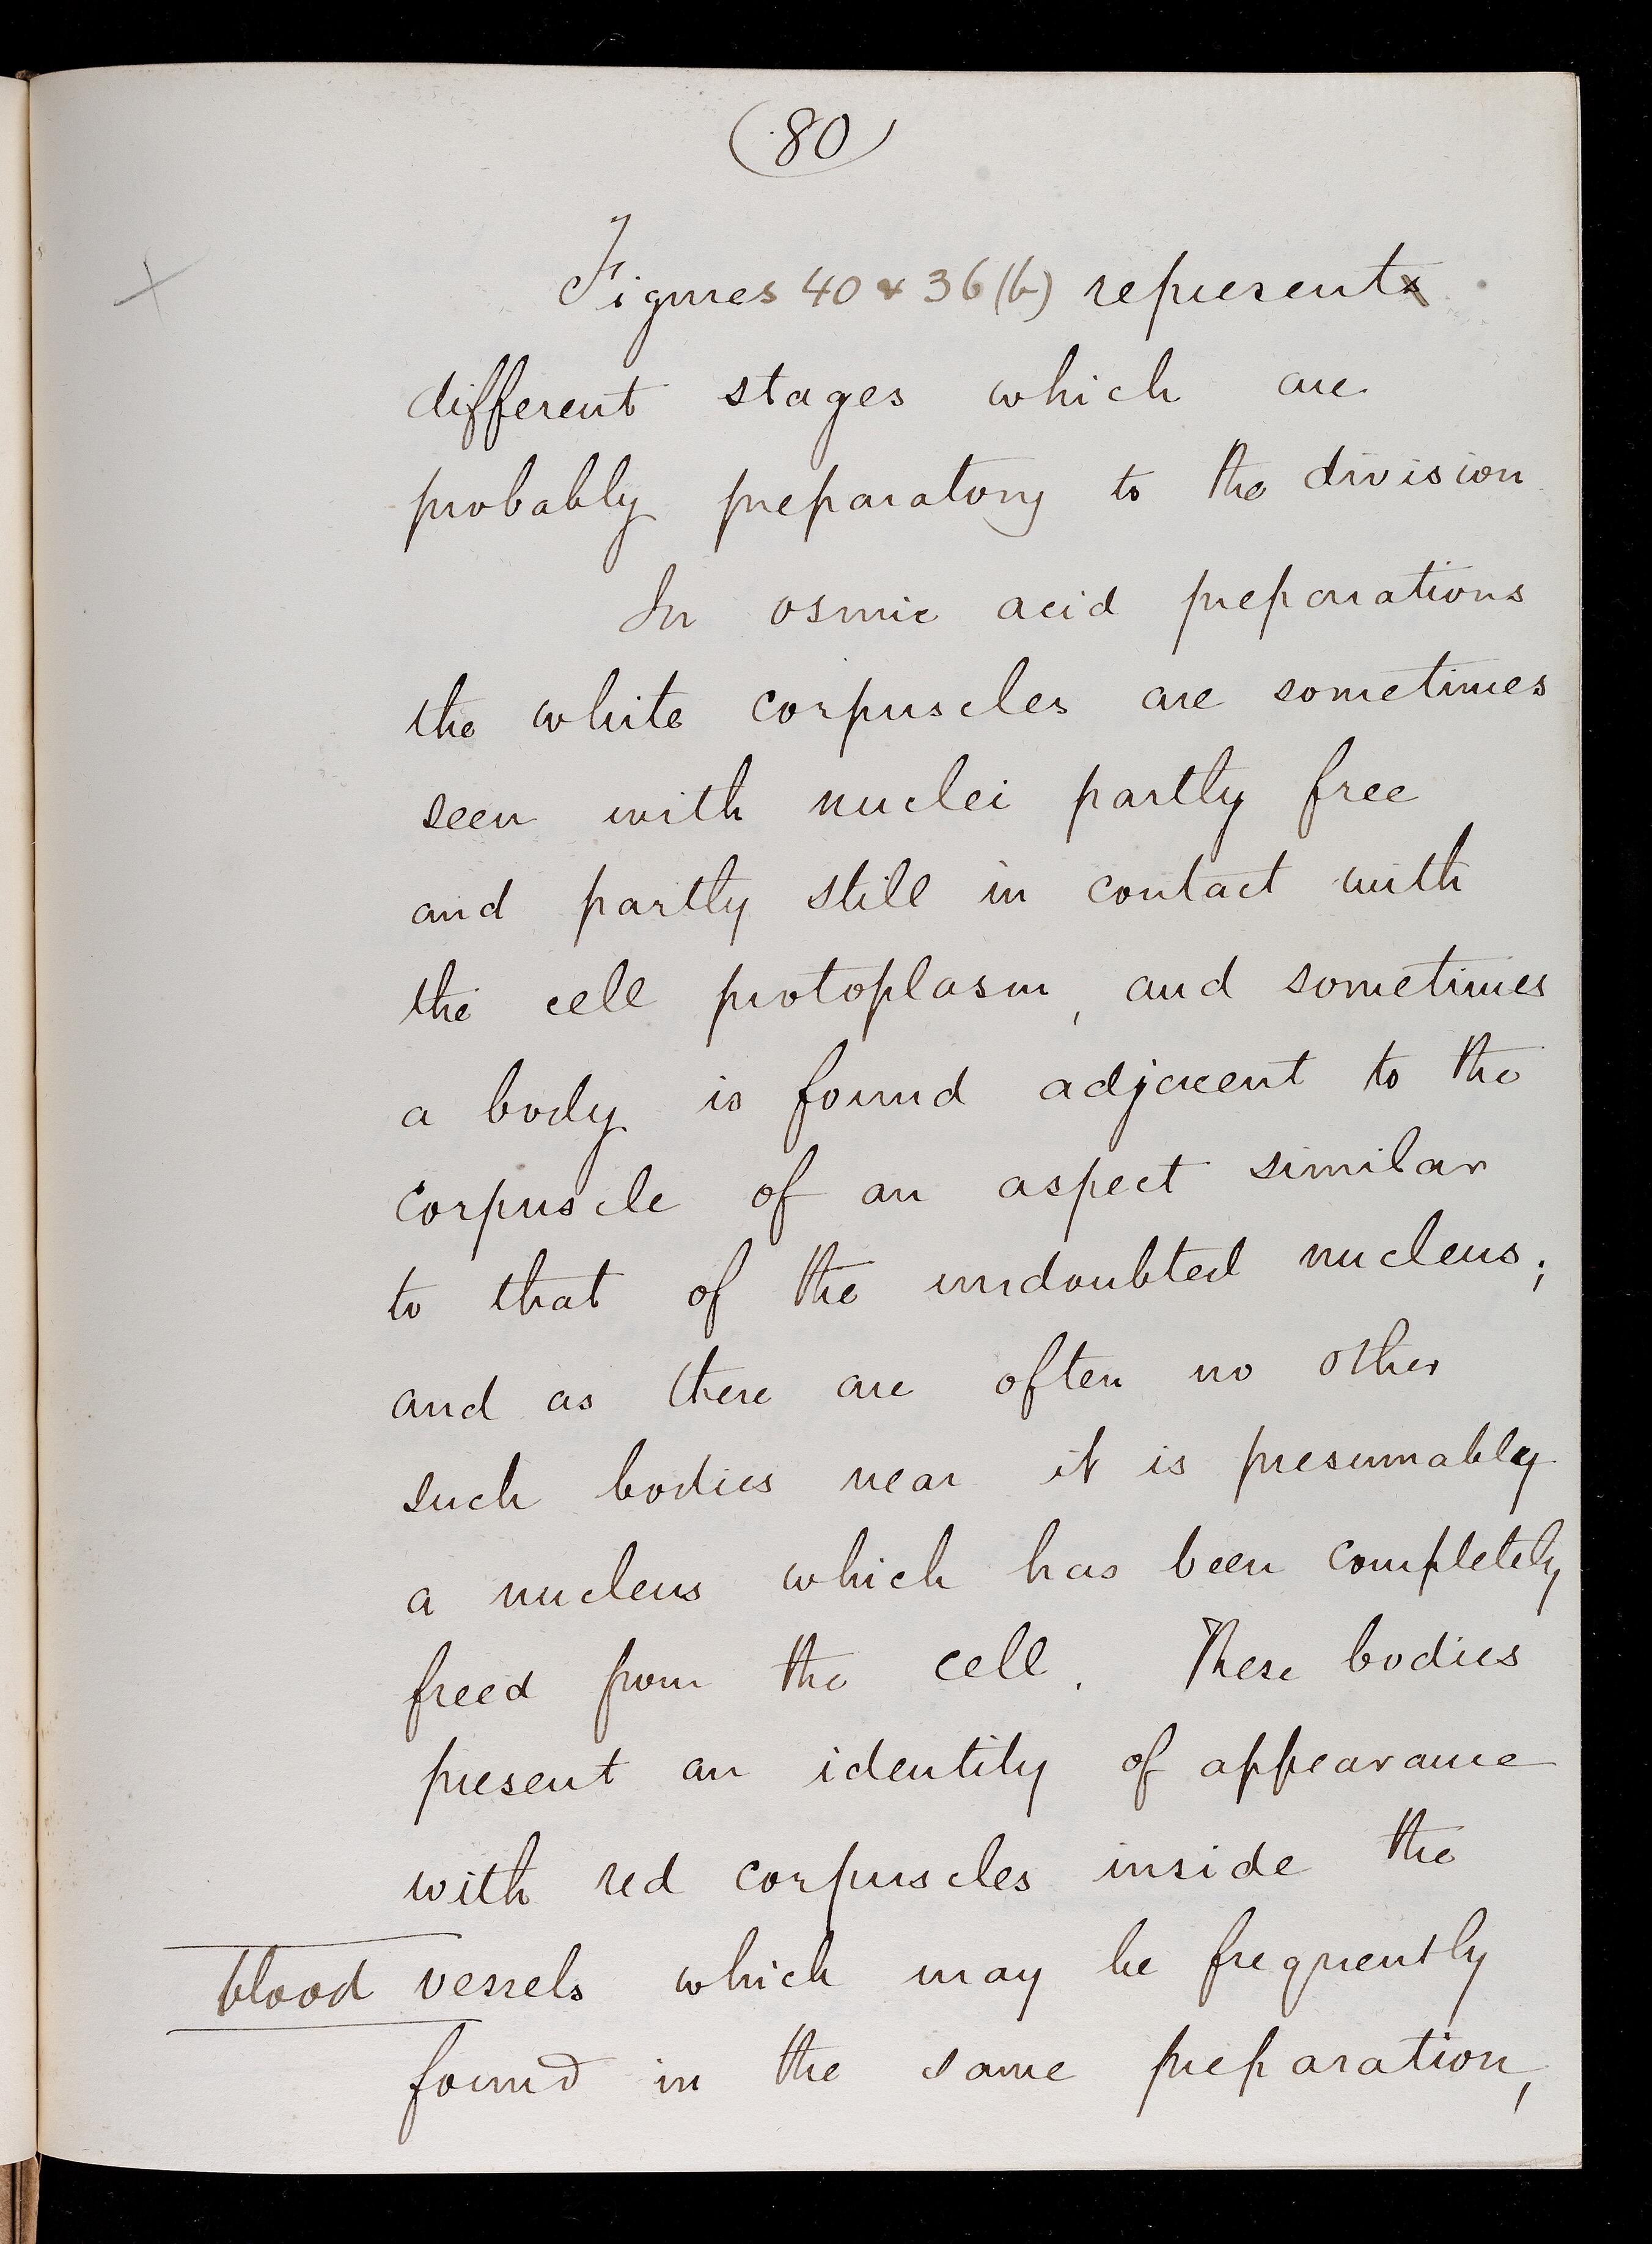 (80)
Figures 40 & 36(b) represent
different stages which are
probably preparatory to the division
In osmic acid preparations
the white corpuscles are sometimes
seen with nuclei partly free
and partly still in contact with
the cell protoplasm, and sometimes
a body is found adjacent to the
corpuscle of an aspect similar
to that of the undoubted nucleus;
and as there are often no other
such bodies near it is presumably
a nucleus which has been completely
freed from the cell. These bodies
present an identity of appearance
with red corpuscles inside the
blood vessels which may be frequently
found in the same preparation,